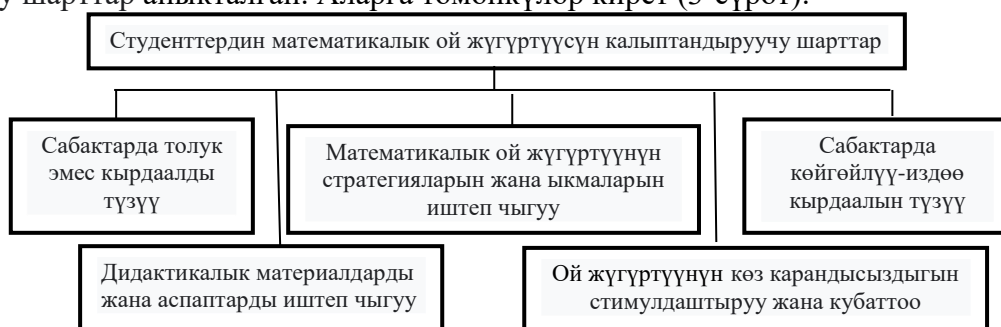 шарттар аныкталган. Аларга төмөнкүлөр кирет (3-сүрөт).
Студенттердин математикалык ой жүгүртүүсүн калыптандыруучу шарттар
Сабактарда толук
эмес кырдаалды
түзүү
Математикалык ой жүгүртүүнүн
стратегияларын жана ыкмаларын
иштеп чыгуу
Сабактарда
көйгөйлүү-издөө
кырдаалын түзүү
Дидактикалык материалдарды
жана аспаптарды иштеп чыгуу
Ой жүгүртүүнүн көз карандысыздыгын
стимулдаштыруу жана кубаттоо